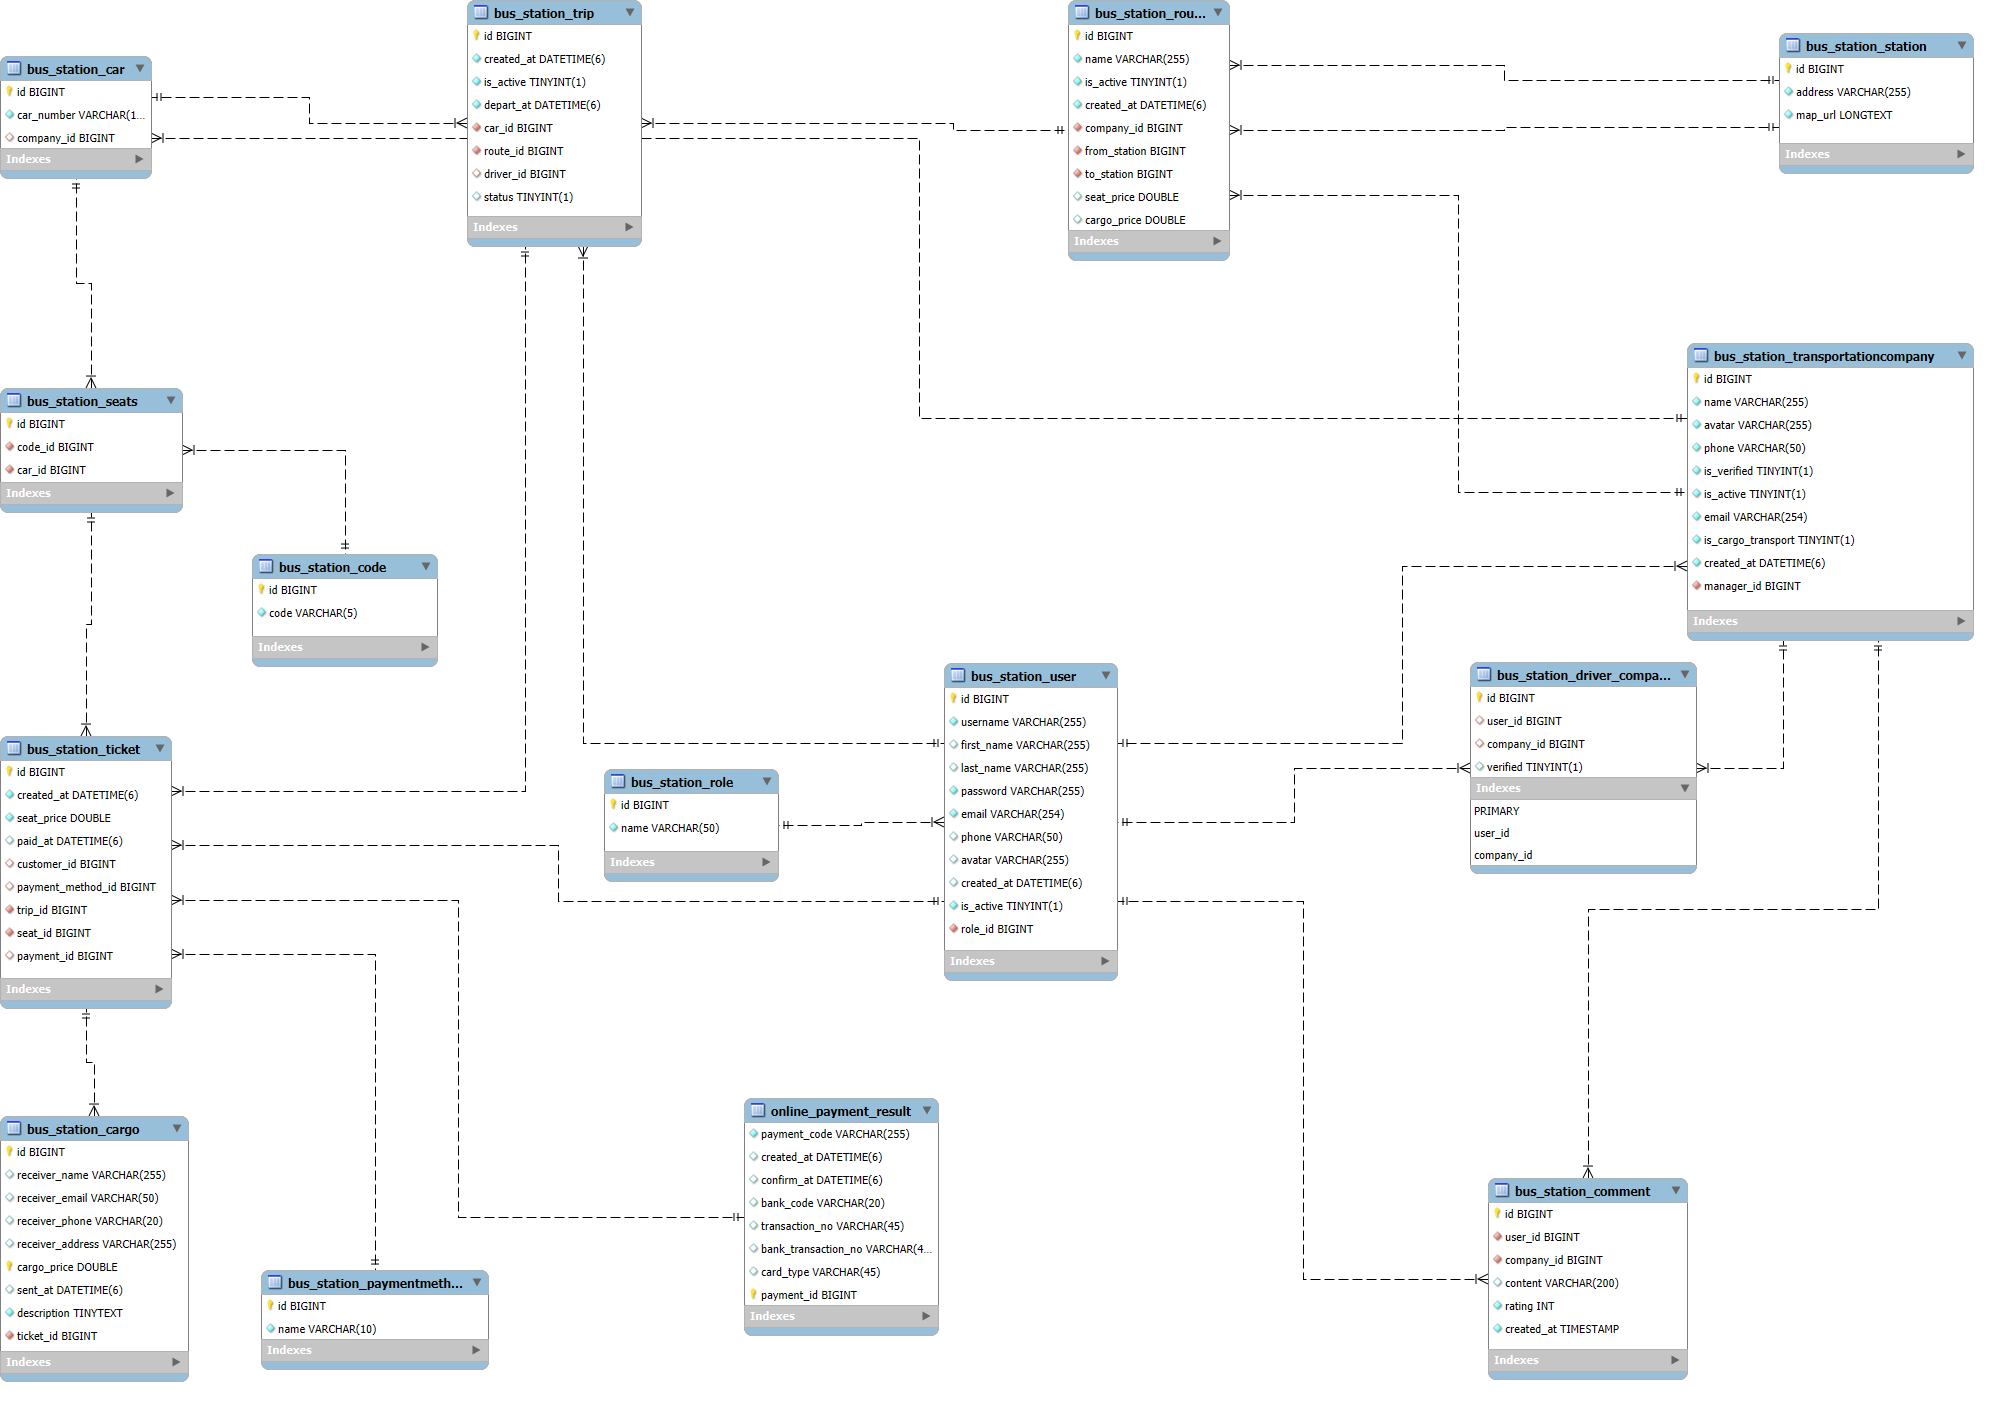 bus_station_trip
id BIGINT
created_at DATETIME(6)
is_active TINYINT(1)
depart_at DATETIME(6)
car_id BIGINT
route_id BIGINT
driver_id BIGINT
status TINYINT(1)
Indexes
bus_station_rou...
id BIGINT
name VARCHAR(255)
is_active TINYINT(1)
created_at DATETIME(6)
company_id BIGINT
from_station BIGINT
to_station BIGINT
seat_price DOUBLE
cargo_price DOUBLE
Indexes
bus_station_station
id BIGINT
address VARCHAR(255)
map_url LONGTEXT
Indexes
bus_station_car
id BIGINT
car_number VARCHAR(1...
company_id BIGINT
Indexes
bus_station_transportationcompany
id BIGINT
name VARCHAR(255)
avatar VARCHAR(255)
phone VARCHAR(50)
is_verified TINYINT(1)
is_active TINYINT(1)
email VARCHAR(254)
is_cargo_transport TINYINT(1)
created_at DATETIME(6)
manager_id BIGINT
Indexes
bus_station_seats
id BIGINT
code_id BIGINT
car_id BIGINT
Indexes
bus_station_code
id BIGINT
code VARCHAR(5)
Indexes
bus_station_user
id BIGINT
username VARCHAR(255)
first_name VARCHAR(255)
last_name VARCHAR(255)
password VARCHAR(255)
email VARCHAR(254)
phone VARCHAR(50)
avatar VARCHAR(255)
created_at DATETIME(6)
is_active TINYINT(1)
role_id BIGINT
Indexes
bus_station_driver_compa...
id BIGINT
user_id BIGINT
company_id BIGINT
verified TINYINT(1)
Indexes
PRIMARY
user_id
company_id
bus_station_ticket
id BIGINT
created_at DATETIME(6)
seat_price DOUBLE
paid_at DATETIME(6)
customer_id BIGINT
payment_method_id BIGINT
trip_id BIGINT
seat_id BIGINT
payment_id BIGINT
Indexes
bus_station_role
id BIGINT
name VARCHAR(50)
Indexes
bus_station_cargo
id BIGINT
receiver_name VARCHAR(255)
receiver_email VARCHAR(50)
receiver_phone VARCHAR(20)
receiver_address VARCHAR(255)
cargo_price DOUBLE
sent_at DATETIME(6)
description TINYTEXT
ticket_id BIGINT
Indexes
bus_station_paymentmeth...
id BIGINT
name VARCHAR(10)
Indexes
online_payment_result
payment_code VARCHAR(255)
created_at DATETIME(6)
confirm_at DATETIME(6)
bank_code VARCHAR(20)
transaction_no VARCHAR(45)
bank_transaction_no VARCHAR(4...
card_type VARCHAR(45)
payment_id BIGINT
Indexes
bus_station_comment
id BIGINT
user_id BIGINT
company_id BIGINT
content VARCHAR(200)
rating INT
created_at TIMESTAMP
Indexes